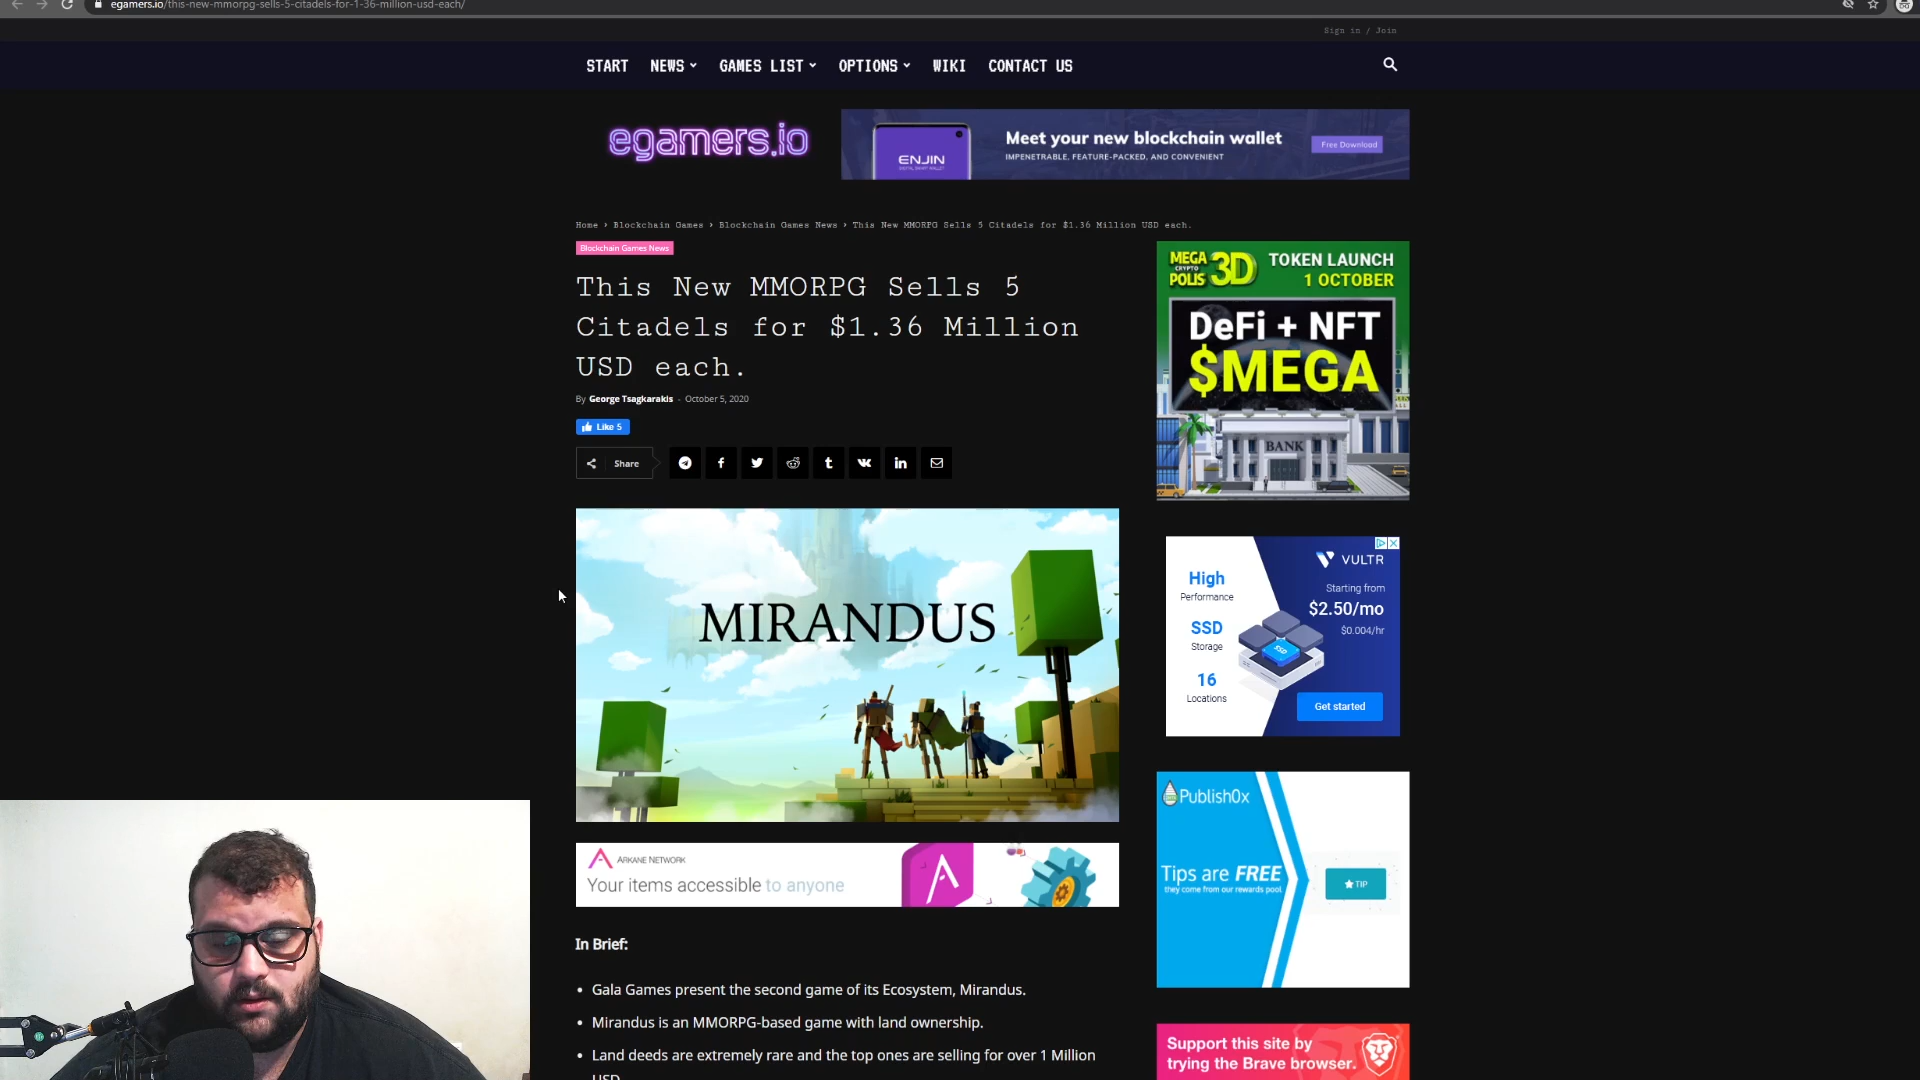 egamers.io/this-new-mmorpg-sells-5-citadels-for-1-36-million-usd-each/
Sign in / Join
START NEWS GAMES LIST OPTIONS WIKI CONTACT US
egamers.io
ENJIN
Meet your new blockchain wallet
IMPENETRABLE, FEATURE-PACKED, AND CONVENIENT
Free Download
Home › Blockchain Games › Blockchain Games News › This New MMORPG Sells 5 Citadels for $1.36 Million USD each.
Blockchain Games News
This New MMORPG Sells 5
Citadels for $1.36 Million
USD each.
By George Tsagkarakis - October 5, 2020
Like 5
Share
MIRANDUS
ARKANE NETWORK
Your items accessible to anyone
In Brief:
• Gala Games present the second game of its Ecosystem, Mirandus.
• Mirandus is an MMORPG-based game with land ownership.
• Land deeds are extremely rare and the top ones are selling for over 1 Million
USD
MEGA
CRYPTO
POLIS 3D
TOKEN LAUNCH
1 OCTOBER
DeFi + NFT
$MEGA
BANK
VULTR
High
Performance
SSD
Storage
16
Locations
Starting from
$2.50/mo
$0.004/hr
SSD
Get started
Publish0x
Tips are FREE
they come from our rewards pool
TIP
Support this site by
trying the Brave browser.